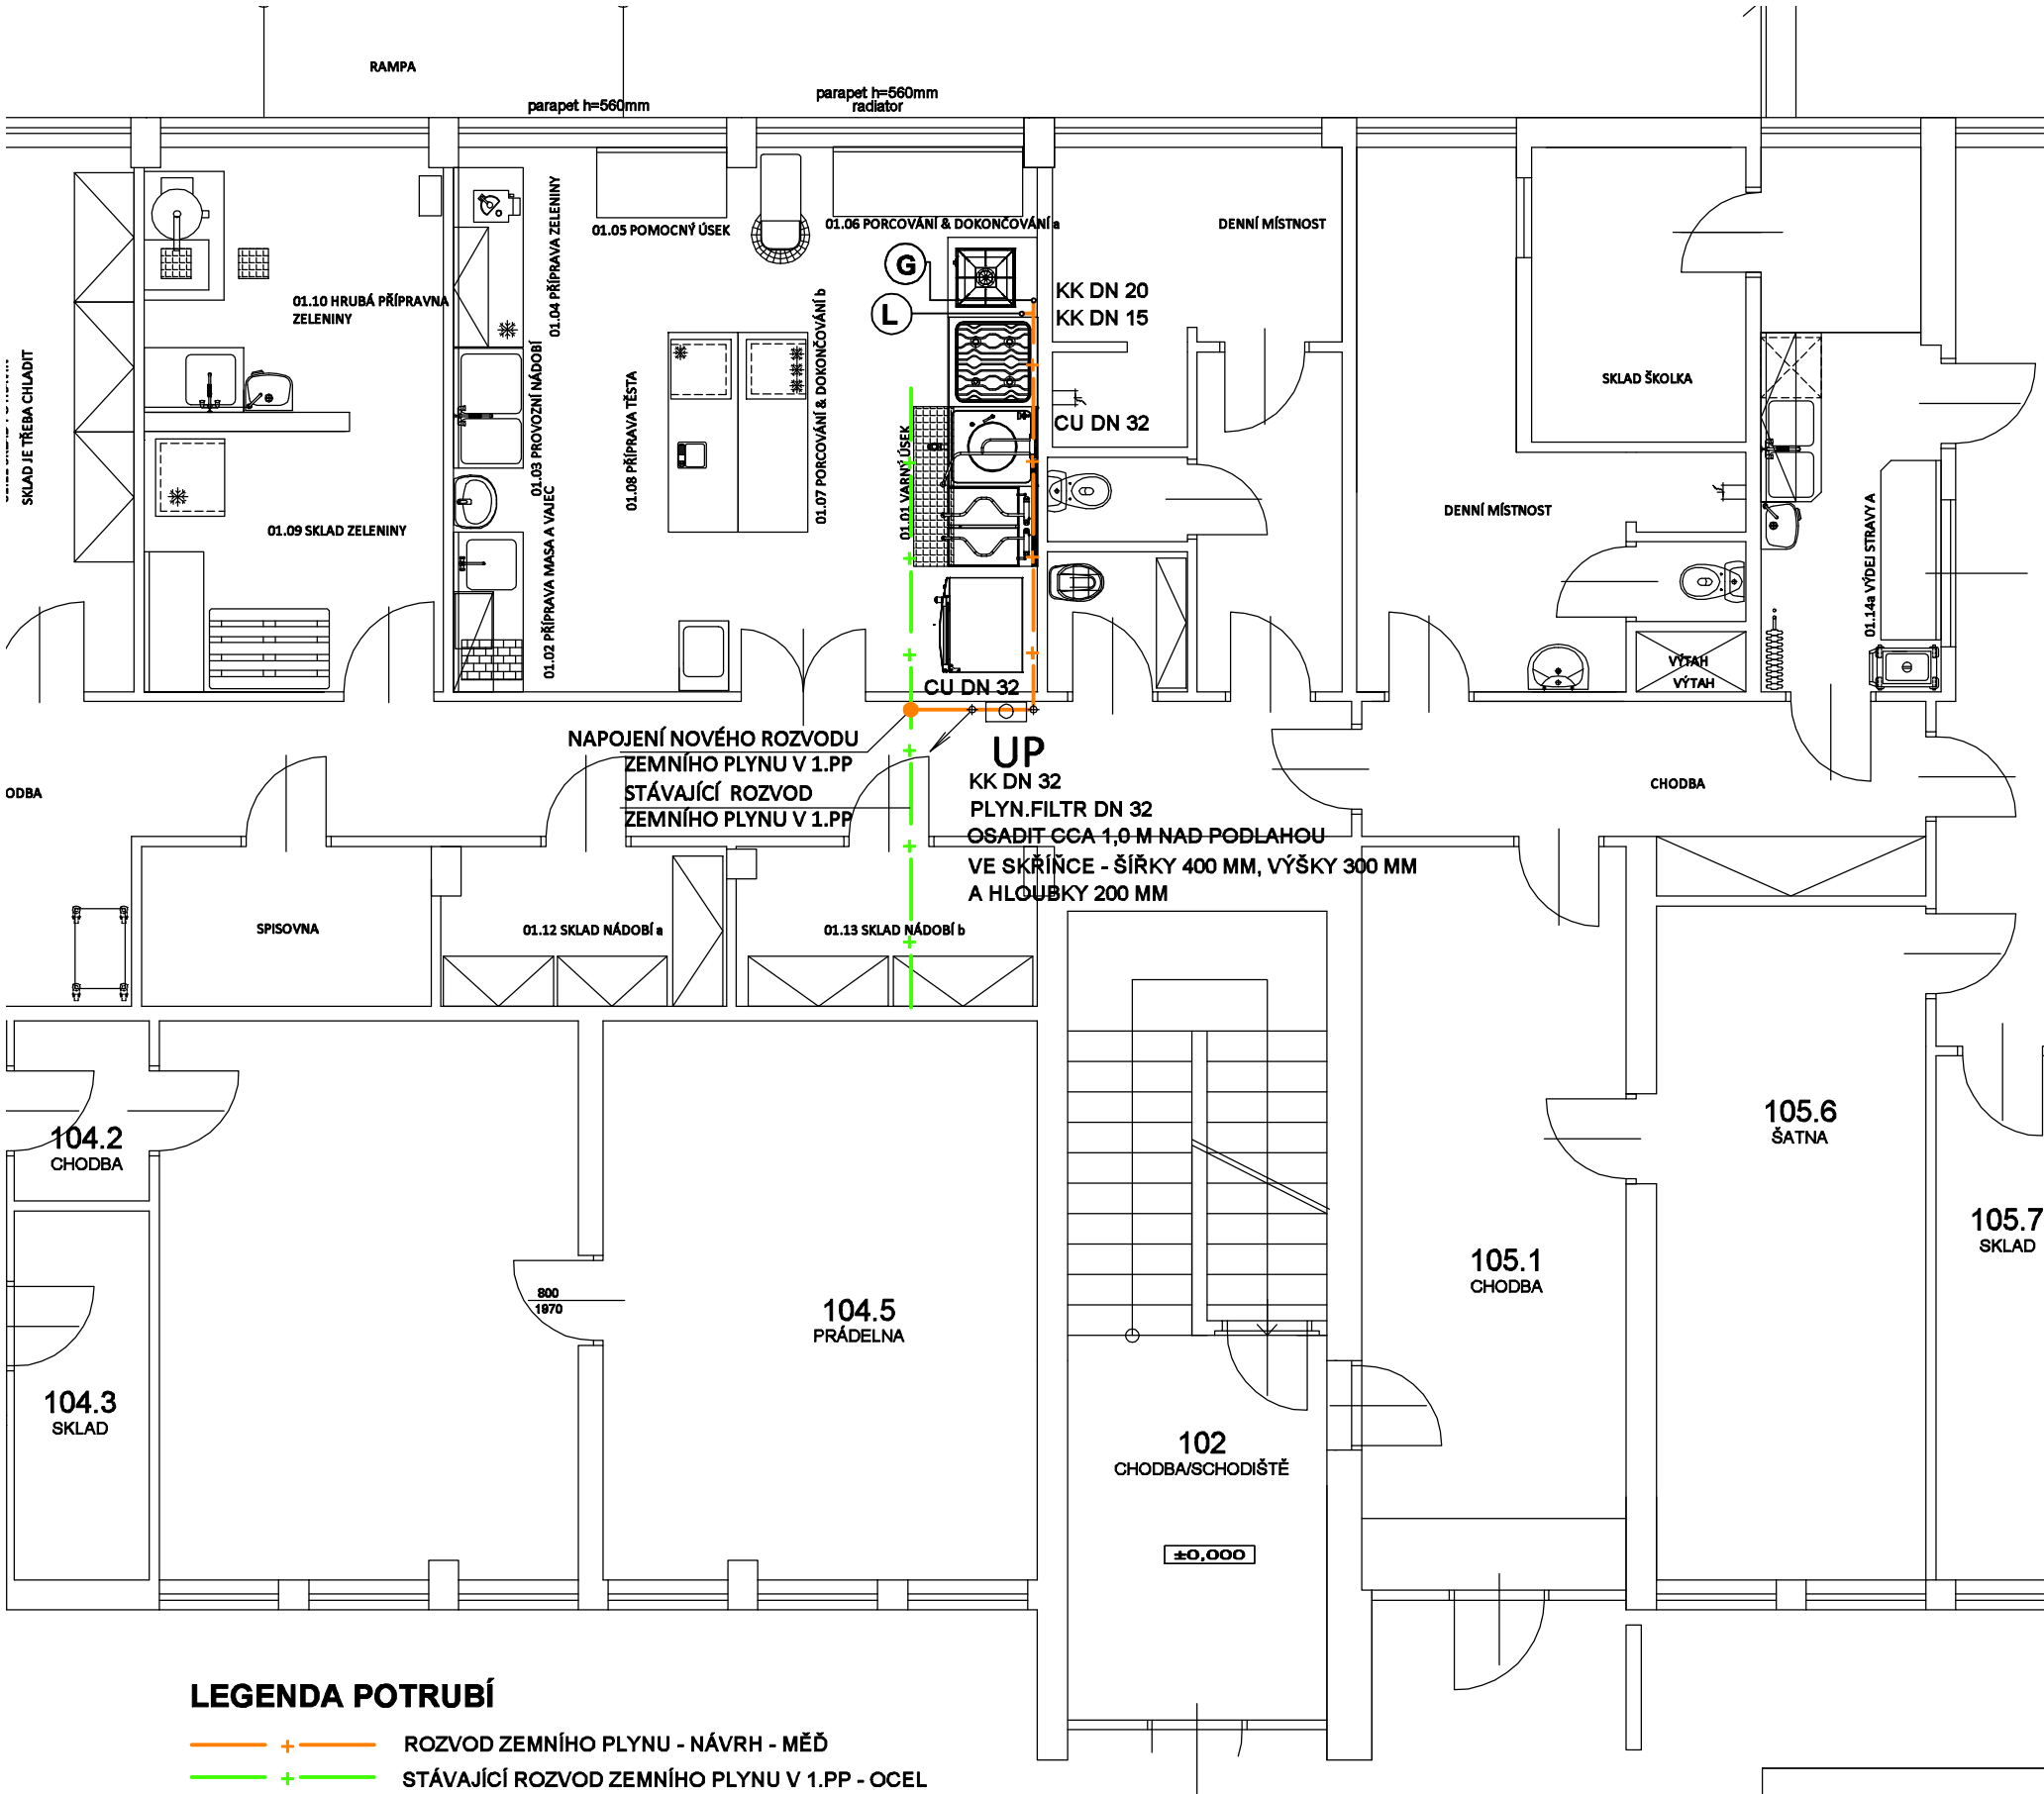 RAMPA
parapet h=560mm
parapet h=560mm
radiator
01.05 POMOCNÝ ÚSEK
01.06 PORCOVÁNÍ & DOKONČOVÁNÍ a
DENNÍ MÍSTNOST
01.04 PŘÍPRAVA ZELENINY
G
L
KK DN 20
KK DN 15
01.10 HRUBÁ PŘÍPRAVNA
ZELENINY
SKLAD JE TŘEBA CHLADIT
01.03 PROVOZNÍ NÁDOBÍ
01.08 PŘÍPRAVA TĚSTA
01.07 PORCOVÁNÍ & DOKONČOVÁNÍ b
01.01 VARNÝ ÚSEK
CU DN 32
SKLAD ŠKOLKA
01.09 SKLAD ZELENINY
01.02 PŘÍPRAVA MASA A VAJEC
DENNÍ MÍSTNOST
01.14a VÝDEJ STRAVY A
VÝTAH
VÝTAH
CU DN 32
NAPOJENÍ NOVÉHO ROZVODU
ZEMNÍHO PLYNU V 1.PP
STÁVAJÍCÍ ROZVOD
ZEMNÍHO PLYNU V 1.PP
UP
KK DN 32
PLYN.FILTR DN 32
OSADIT CCA 1,0 M NAD PODLAHOU
VE SKŘÍŇCE - ŠÍŘKY 400 MM, VÝŠKY 300 MM
A HLOUBKY 200 MM
ODBA
CHODBA
SPISOVNA
01.12 SKLAD NÁDOBÍ a
01.13 SKLAD NÁDOBÍ b
104.2
CHODBA
105.6
ŠATNA
105.7
SKLAD
105.1
CHODBA
800
1970
104.5
PRÁDELNA
104.3
SKLAD
102
CHODBA/SCHODIŠTĚ
±0,000
LEGENDA POTRUBÍ
ROZVOD ZEMNÍHO PLYNU - NÁVRH - MĚĎ
STÁVAJÍCÍ ROZVOD ZEMNÍHO PLYNU V 1.PP - OCEL